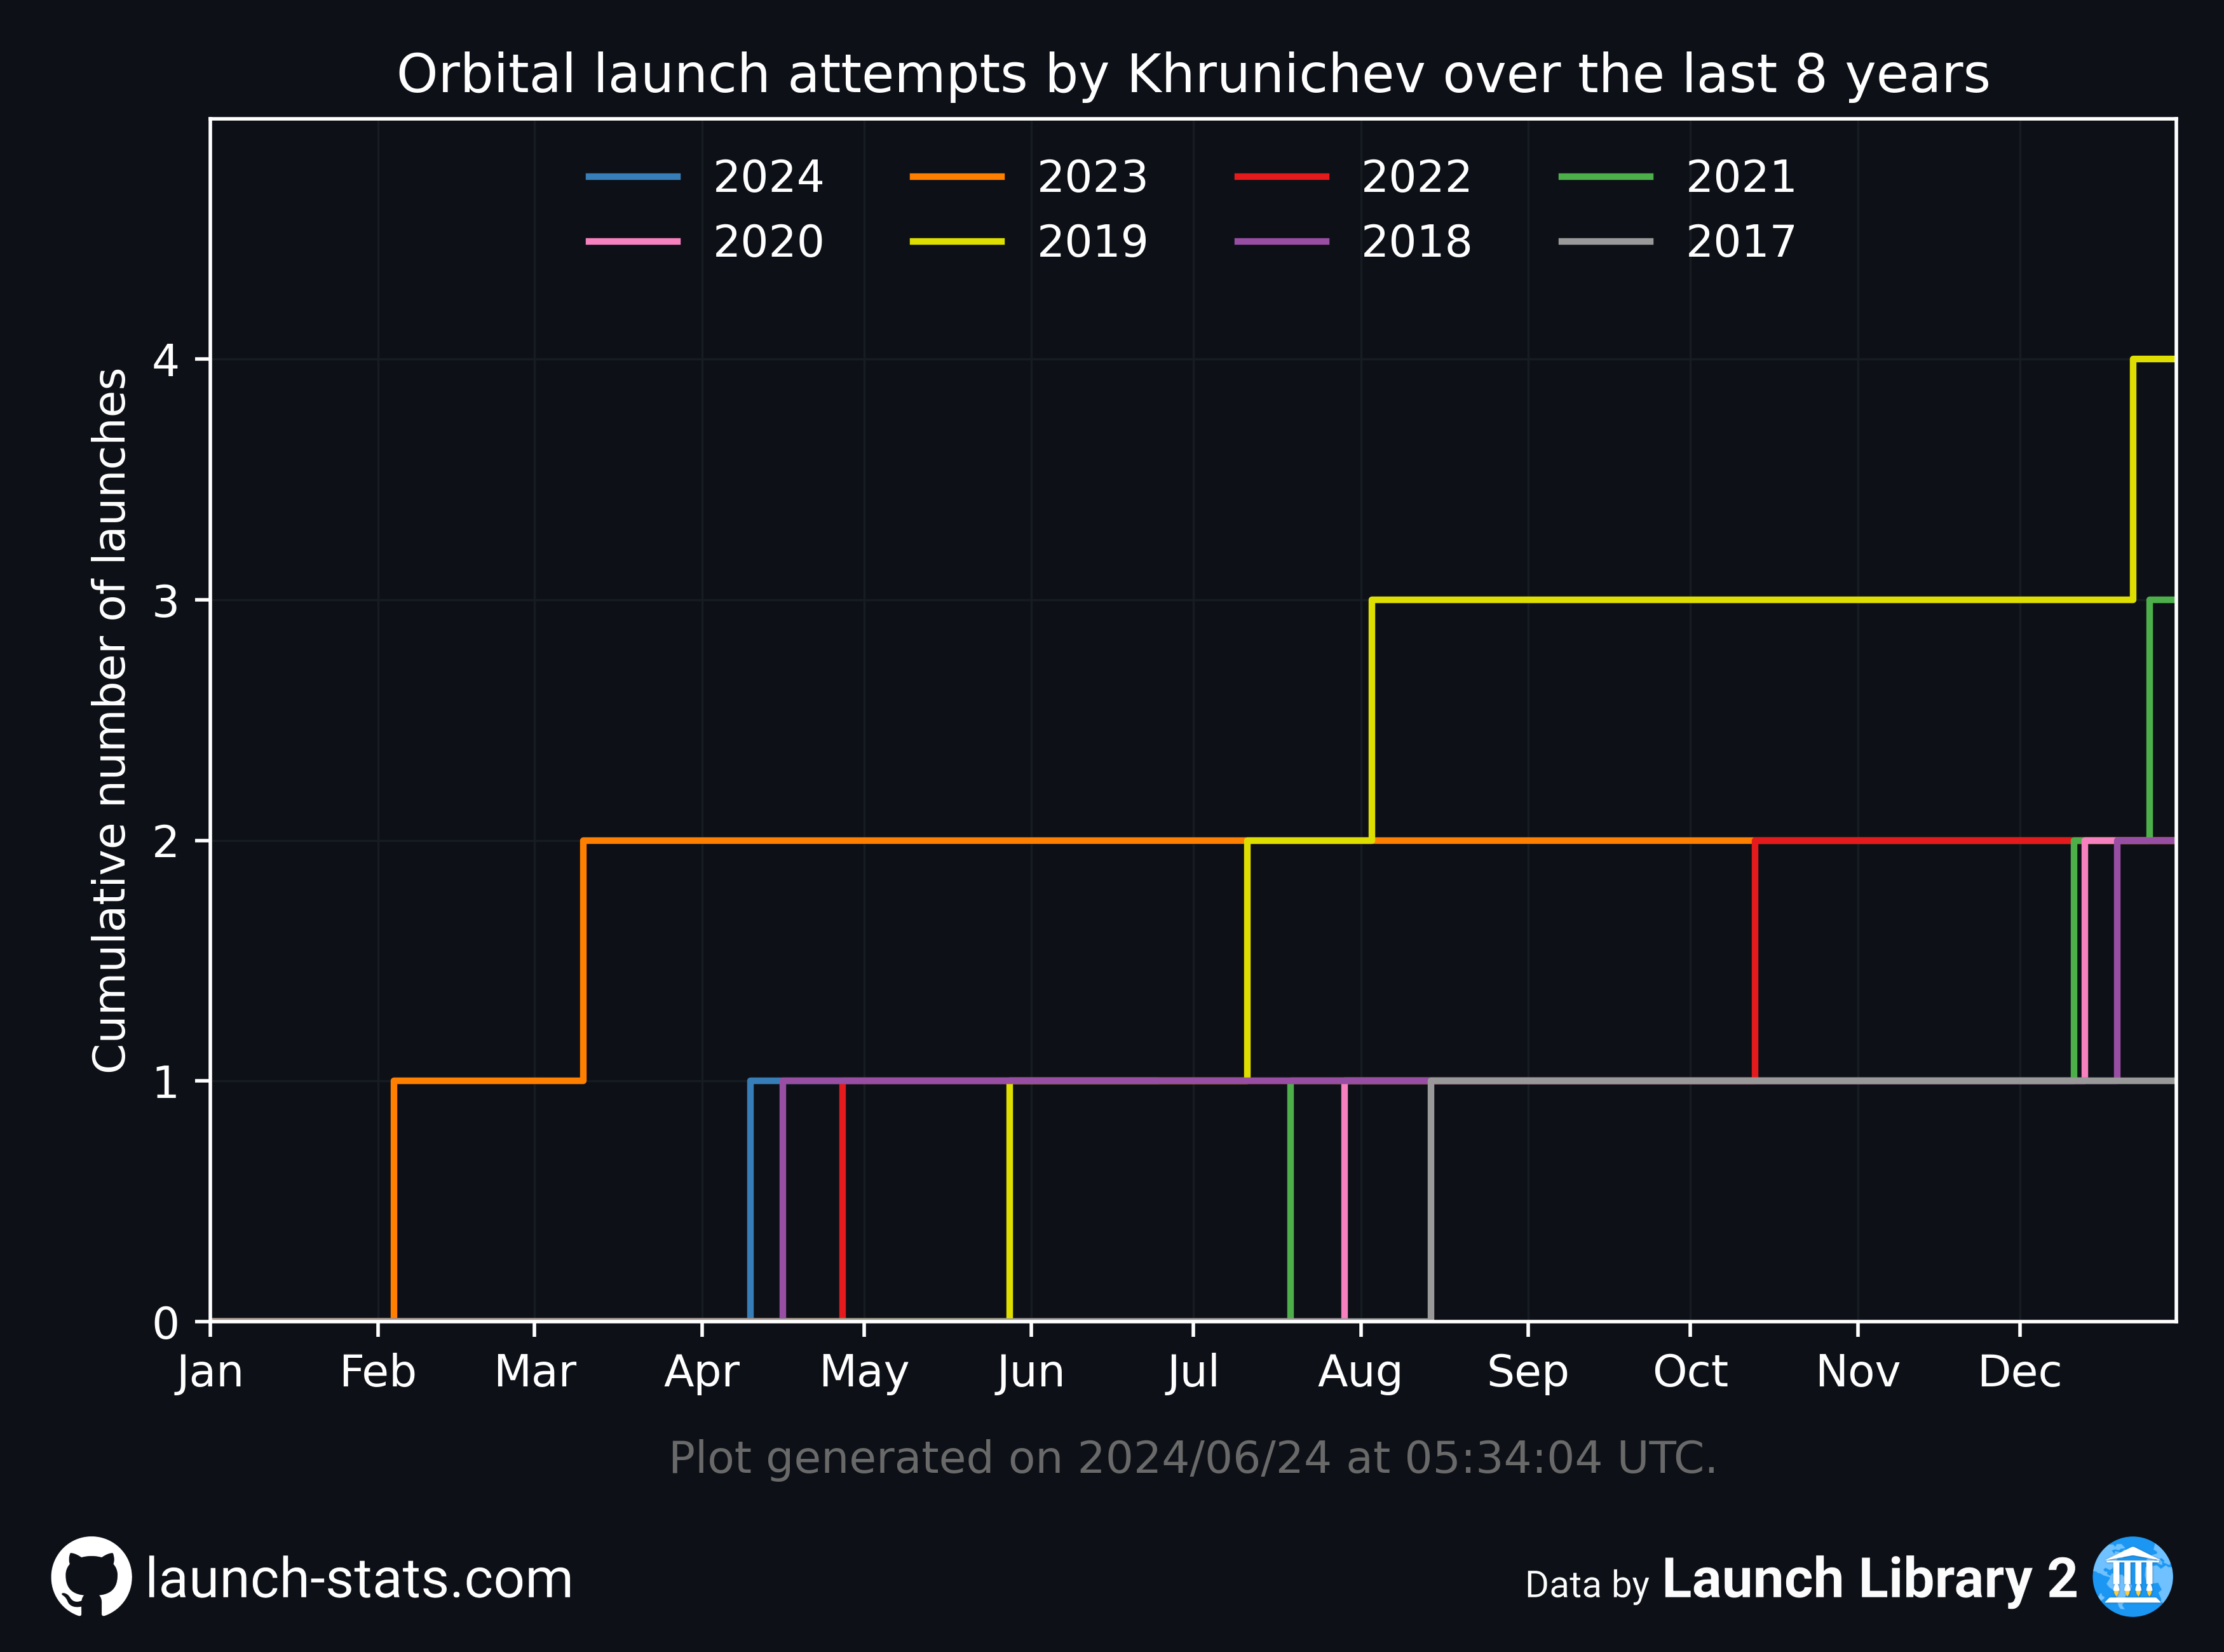 Orbital launch attempts by Khrunichev over the last 8 years
2024 2023 2022 2021
2020 2019 2018 2017
Cumulative number of launches
4
3
2
1
0
Jan Feb Mar Apr May Jun Jul Aug Sep Oct Nov Dec
Plot generated on 2024/06/24 at 05:34:04 UTC.
launch-stats.com
Data by Launch Library 2